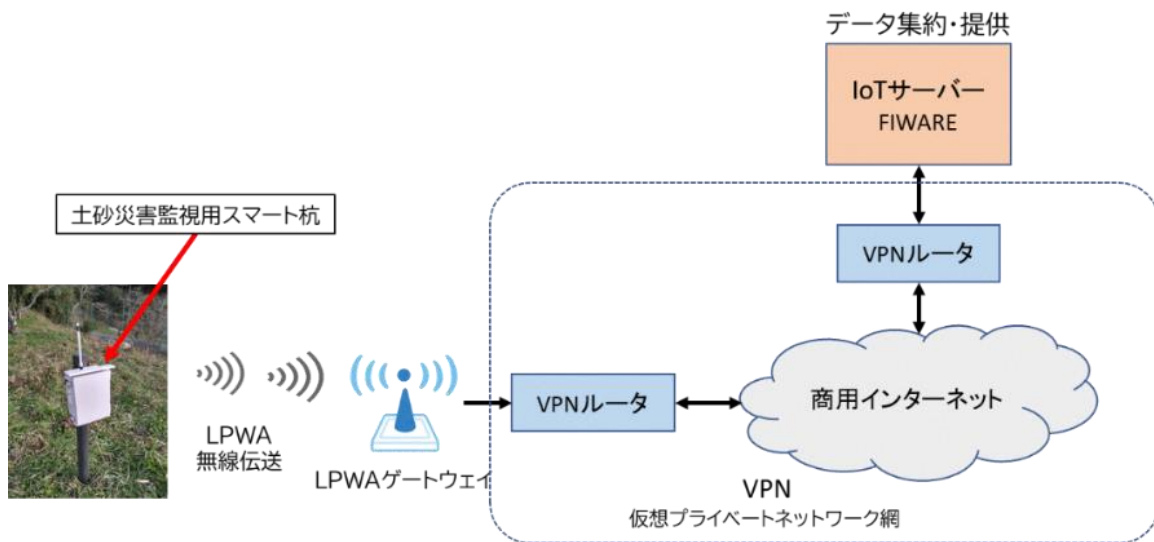 データ集約・提供
IoTサーバー
FIWARE
土砂災害監視用スマート杭
VPNルータ
LPWA
無線伝送
LPWAゲートウェイ
VPNルータ
商用インターネット
VPN
仮想プライベートネットワーク網